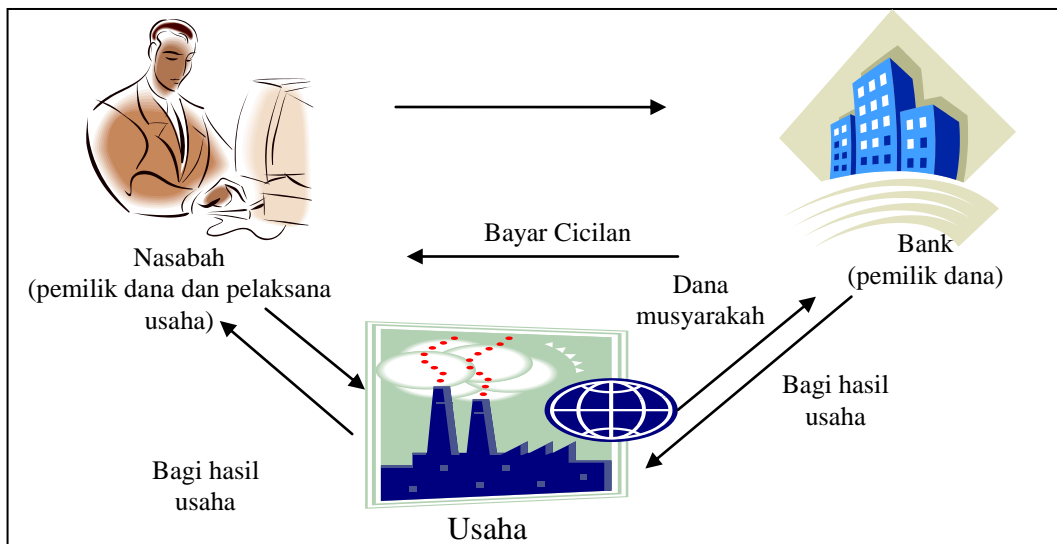 Bayar Cicilan
Nasabah
(pemilik dana dan pelaksana
usaha)
Bank
(pemilik dana)
Dana
musyarakah
Bagi hasil
usaha
Bagi hasil
usaha
Usaha